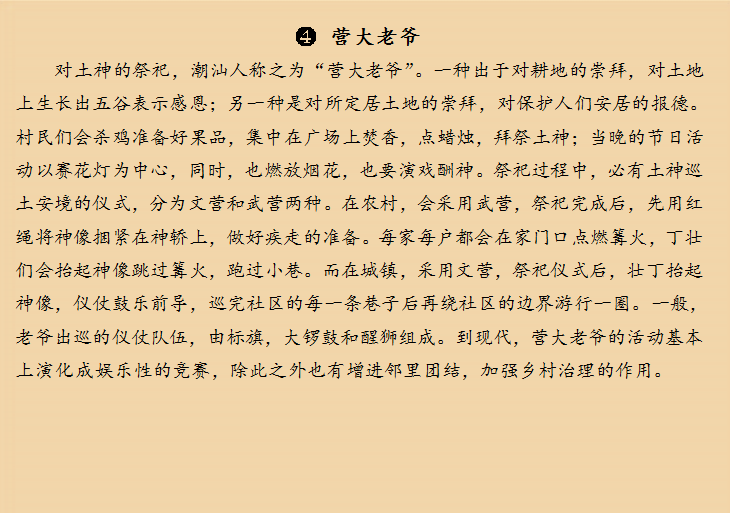 ❹ 营大老爷
对土神的祭祀，潮汕人称之为“营大老爷”。一种出于对耕地的崇拜，对土地
上生长出五谷表示感恩；另一种是对所定居土地的崇拜，对保护人们安居的报德。
村民们会杀鸡准备好果品，集中在广场上焚香，点蜡烛，拜祭土神；当晚的节日活
动以赛花灯为中心，同时，也燃放烟花，也要演戏酬神。祭祀过程中，必有土神巡
土安境的仪式，分为文营和武营两种。在农村，会采用武营，祭祀完成后，先用红
绳将神像捆紧在神轿上，做好疾走的准备。每家每户都会在家门口点燃篝火，丁壮
们会抬起神像跳过篝火，跑过小巷。而在城镇，采用文营，祭祀仪式后，壮丁抬起
神像，仪仗鼓乐前导，巡完社区的每一条巷子后再绕社区的边界游行一圈。一般，
老爷出巡的仪仗队伍，由标旗，大锣鼓和醒狮组成。到现代，营大老爷的活动基本
上演化成娱乐性的竞赛，除此之外也有增进邻里团结，加强乡村治理的作用。